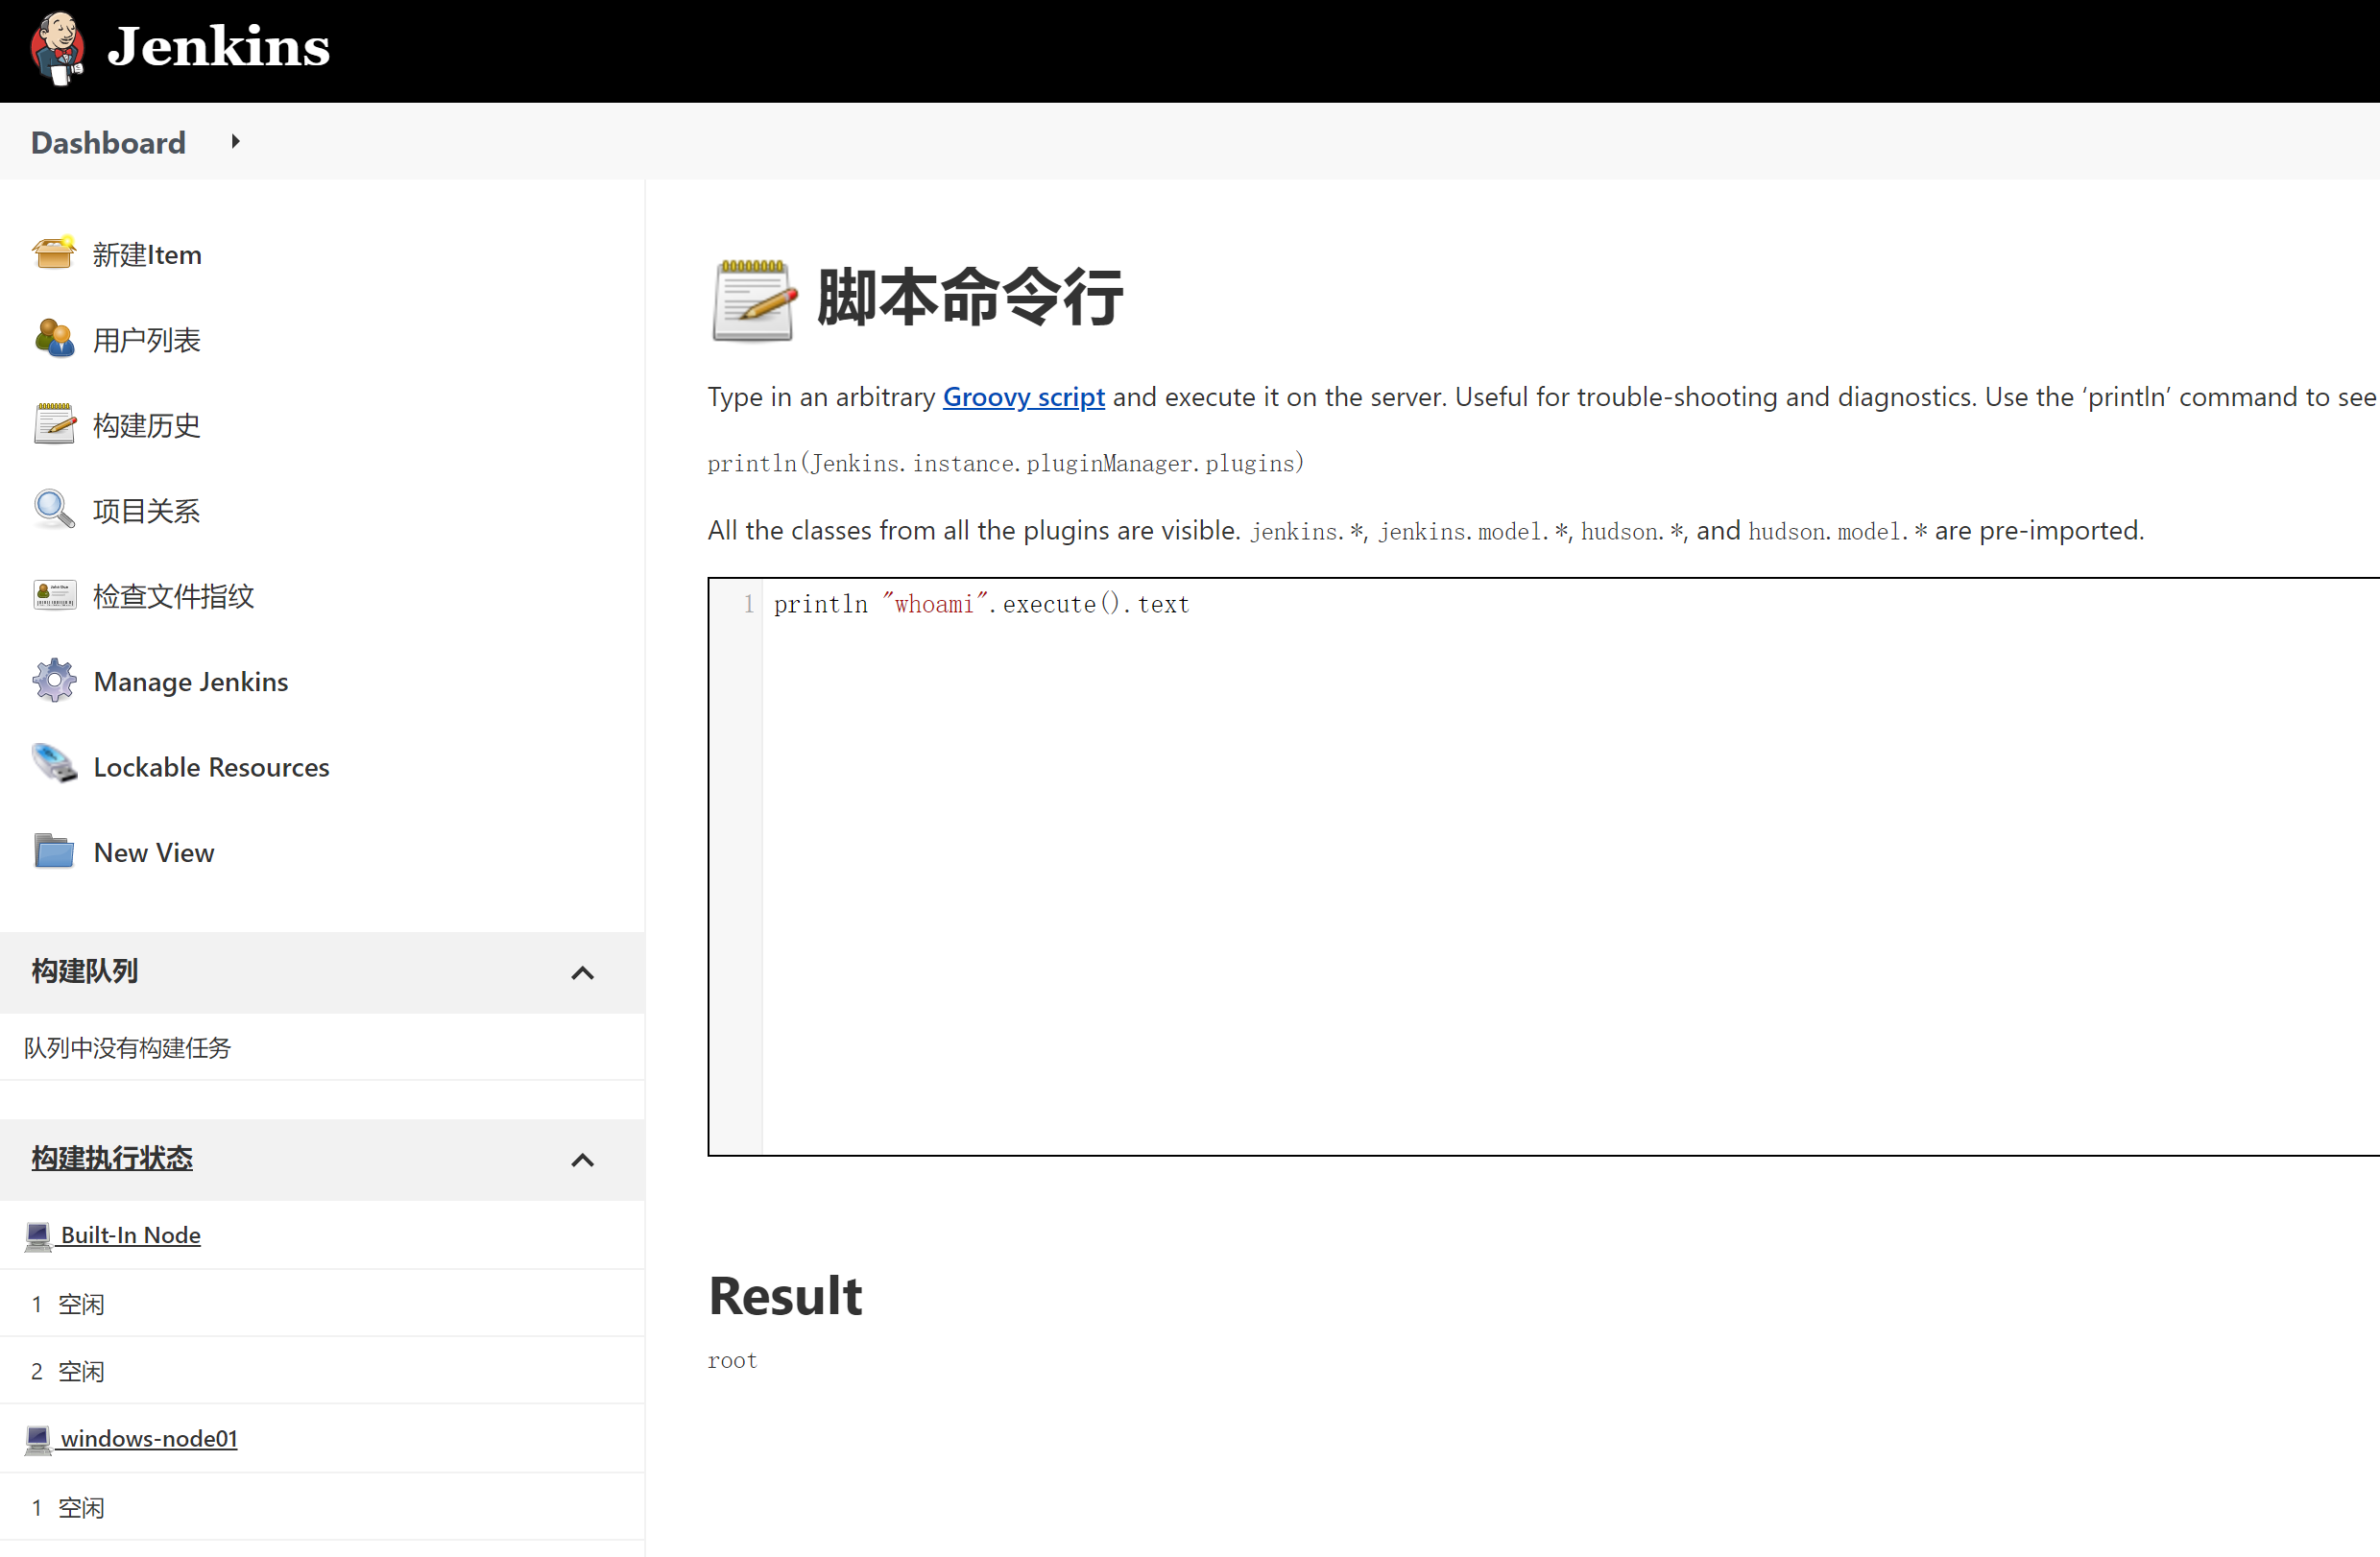 Jenkins
Dashboard
新建Item
用户列表
构建历史
项目关系
检查文件指纹
Manage Jenkins
Lockable Resources
New View
构建队列
队列中没有构建任务
构建执行状态
Built-In Node
1 空闲
2 空闲
windows-node01
1 空闲
脚本命令行
Type in an arbitrary Groovy script and execute it on the server. Useful for trouble-shooting and diagnostics. Use the ‘println’ command to see
println(Jenkins.instance.pluginManager.plugins)
All the classes from all the plugins are visible. jenkins.*, jenkins.model.*, hudson.*, and hudson.model.* are pre-imported.
1 println "whoami".execute().text
Result
root